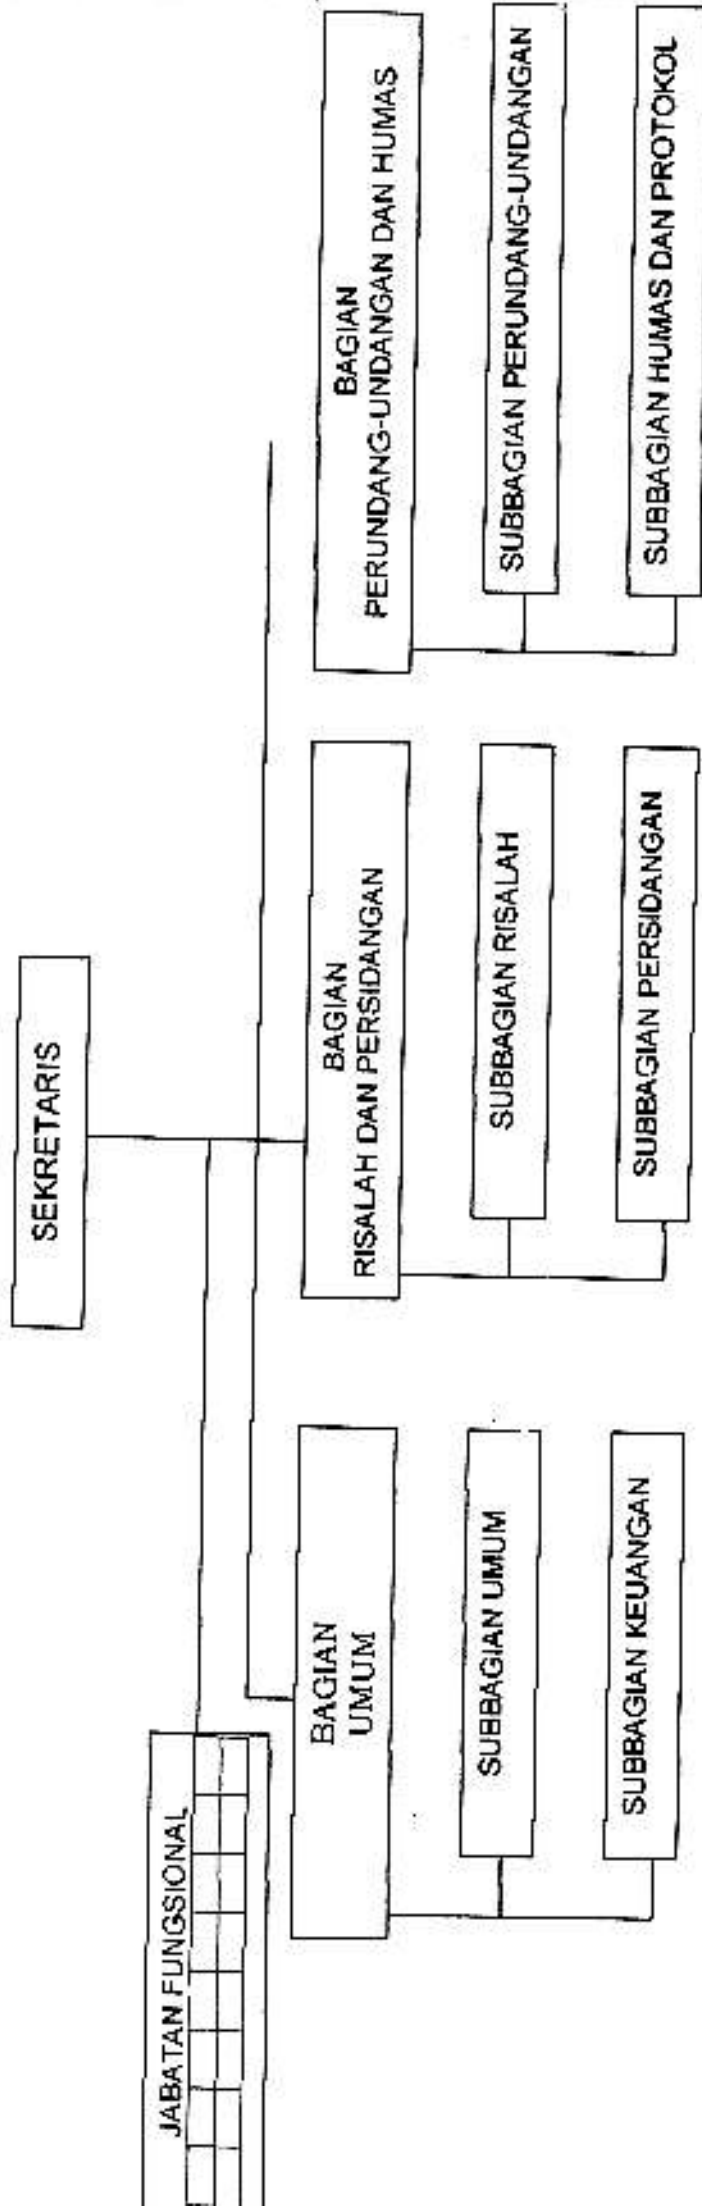 SEKRETARIS
JABATAN FUNGSIONAL
BAGIAN
UMUM
SUBBAGIAN UMUM
SUBBAGIAN KEUANGAN
BAGIAN
RISALAH DAN PERSIDANGAN
SUBBAGIAN RISALAH
SUBBAGIAN PERSIDANGAN
BAGIAN
PERUNDANG-UNDANGAN DAN HUMAS
SUBBAGIAN PERUNDANG-UNDANGAN
SUBBAGIAN HUMAS DAN PROTOKOL